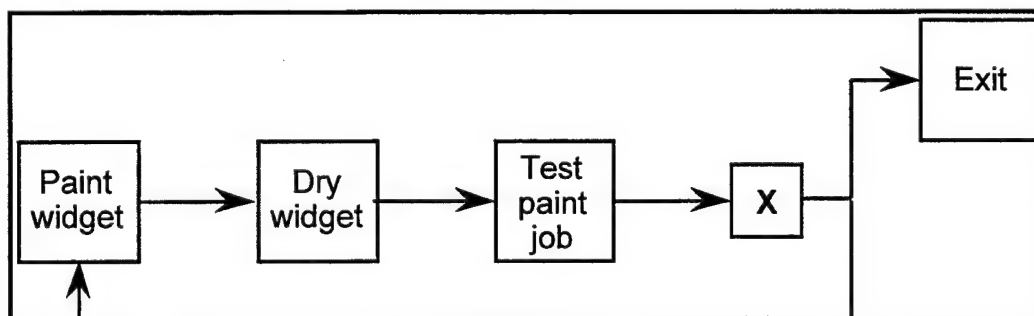 Exit
Paint
widget
Dry
widget
Test
paint
job
X